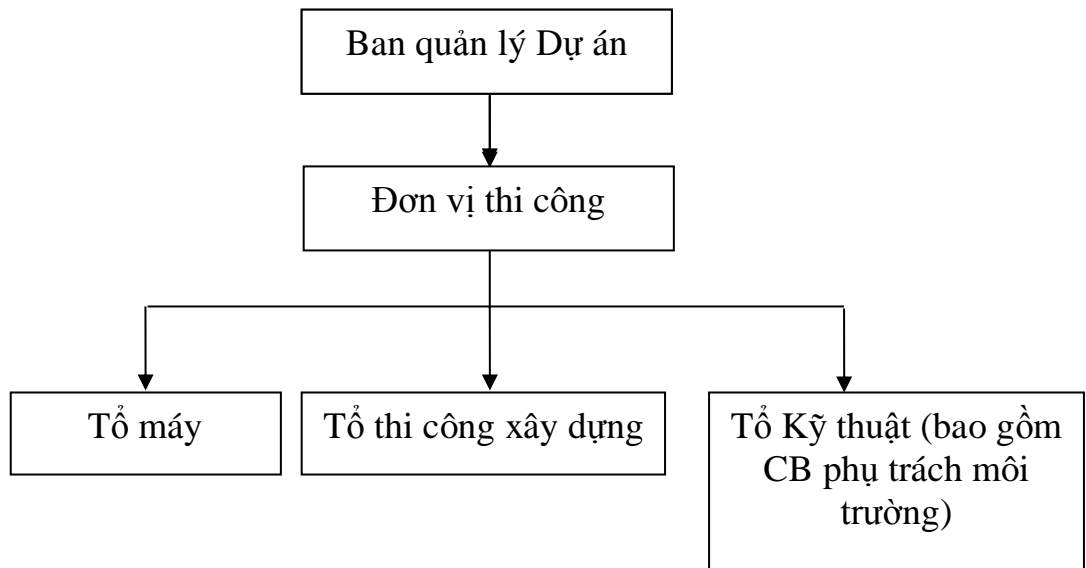 Ban quản lý Dự án
Đơn vị thi công
Tổ máy
Tổ thi công xây dựng
Tổ Kỹ thuật (bao gồm
CB phụ trách môi
trường)